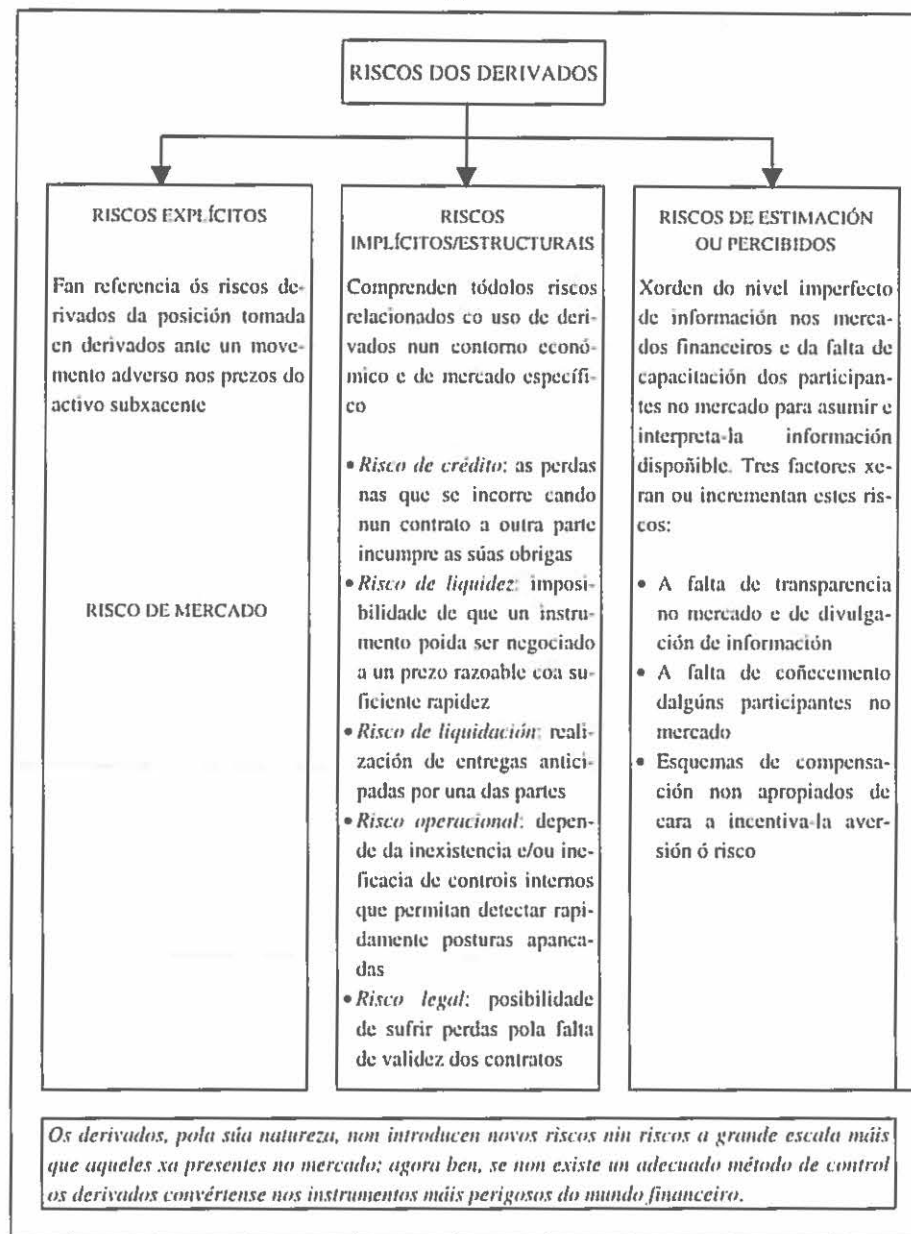 RISCOS DOS DERIVADOS
RISCOS EXPLÍCITOS
Fan referencia ós riscos de-
rivados da posición tomada
en derivados ante un move-
mento adverso nos prezos do
activo subxacente
RISCO DE MERCADO
RISCOS
IMPLÍCITOS/ESTRUCTURAIS
Comprenden tódolos riscos
relacionados co uso de deri-
vados nun contorno econó-
mico e de mercado específi-
co
• Risco de crédito: as perdas
nas que se incorre cando
nun contrato a outra parte
incumpre as súas obrigas
• Risco de liquidez: imposi-
bilidade de que un instru-
mento poida ser negociado
a un prezo razoable coa su-
ficiente rapidez
• Risco de liquidación: reali-
zación de entregas antici-
padas por una das partes
• Risco operacional: depen-
de da inexistencia e/ou ine-
ficacia de controis internos
que permitan detectar rapi-
damente posturas apanca-
das
• Risco legal: posibilidade
de sufrir perdas pola falta
de validez dos contratos
RISCOS DE ESTIMACIÓN
OU PERCIBIDOS
Xorden do nivel imperfecto
de información nos merca-
dos financeiros e da falta de
capacitación dos participan-
tes no mercado para asumir e
interpreta-la información
dispoñible. Tres factores xe-
ran ou incrementan estes ris-
cos:
• A falta de transparencia
no mercado e de divulga-
ción de información
• A falta de coñecemento
dalgúns participantes no
mercado
• Esquemas de compensa-
ción non apropiados de
cara a incentiva-la aver-
sión ó risco
Os derivados, pola súa natureza, non introducen novos riscos nin riscos a grande escala máis
que aqueles xa presentes no mercado; agora ben, se non existe un adecuado método de control
os derivados convértense nos instrumentos máis perigosos do mundo financeiro.